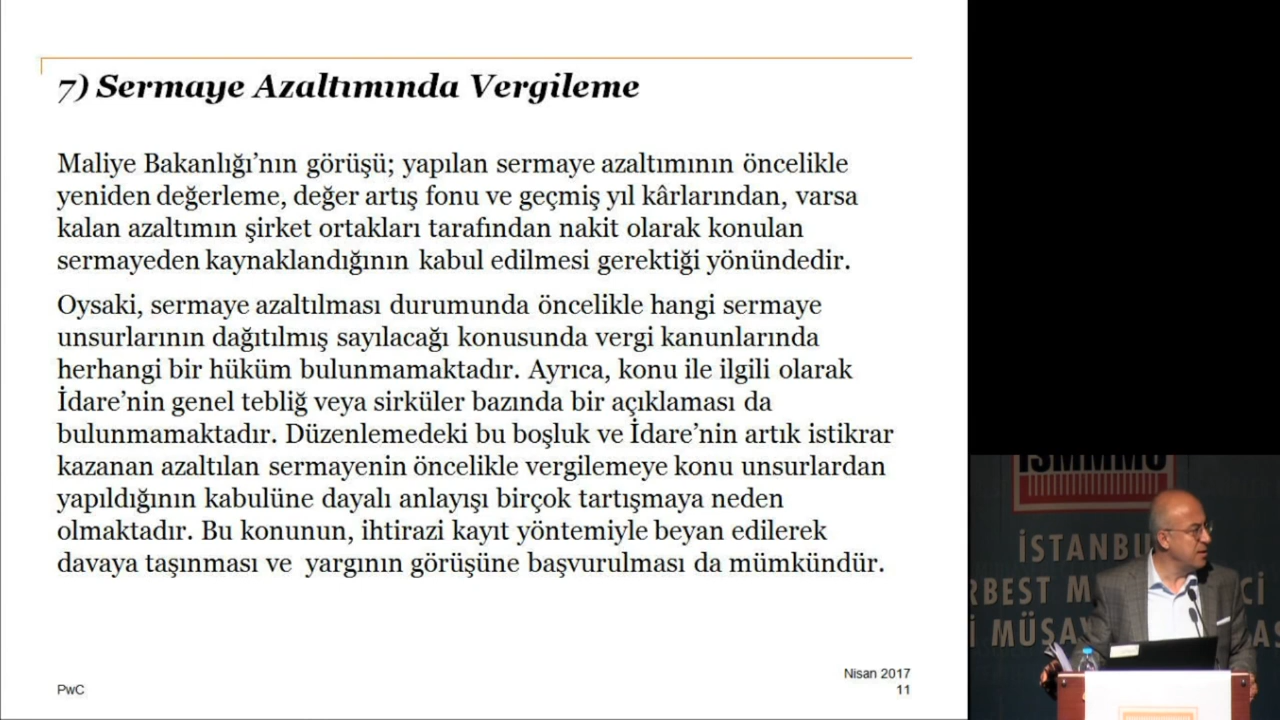 7) Sermaye Azaltımında Vergileme
Maliye Bakanlığı’nın görüşü; yapılan sermaye azaltımının öncelikle
yeniden değerleme, değer artış fonu ve geçmiş yıl kârlarından, varsa
kalan azaltımın şirket ortakları tarafından nakit olarak konulan
sermayeden kaynaklandığının kabul edilmesi gerektiği yönündedir.
Oysaki, sermaye azaltılması durumunda öncelikle hangi sermaye
unsurlarının dağıtılmış sayılacağı konusunda vergi kanunlarında
herhangi bir hüküm bulunmamaktadır. Ayrıca, konu ile ilgili olarak
İdare’nin genel tebliğ veya sirküler bazında bir açıklaması da
bulunmamaktadır. Düzenlemedeki bu boşluk ve İdare’nin artık istikrar
kazanan azaltılan sermayenin öncelikle vergilemeye konu unsurlardan
yapıldığının kabulüne dayalı anlayışı birçok tartışmaya neden
olmaktadır. Bu konunun, ihtirazi kayıt yöntemiyle beyan edilerek
davaya taşınması ve yargının görüşüne başvurulması da mümkündür.
PwC
Nisan 2017
11
İSMMMO
İSTANBU
RBEST M Cİ
İ MÜŞAV AS